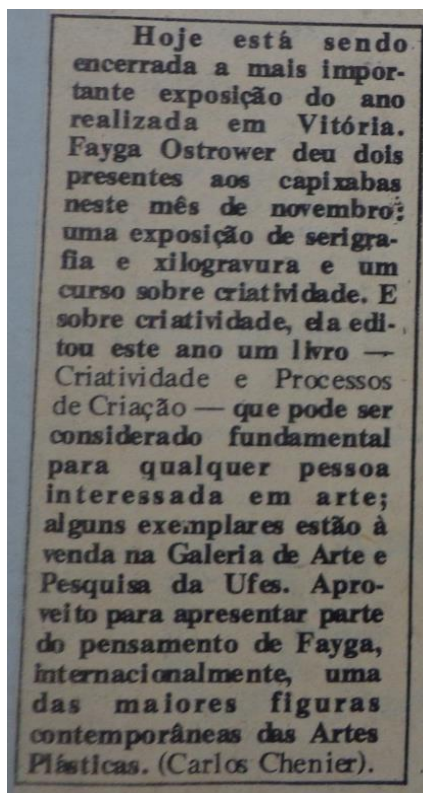 Hoje está sendo
encerrada a mais impor-
tante exposição do ano
realizada em Vitória.
Fayga Ostrower deu dois
presentes aos capixabas
neste mês de novembro:
uma exposição de serigra-
fia e xilogravura e um
curso sobre criatividade. E
sobre criatividade, ela edi-
tou este ano um livro —
Criatividade e Processos
de Criação — que pode ser
considerado fundamental
para qualquer pessoa
interessada em arte;
alguns exemplares estão à
venda na Galeria de Arte e
Pesquisa da Ufes. Apro-
veito para apresentar parte
do pensamento de Fayga,
internacionalmente, uma
das maiores figuras
contemporâneas das Artes
Plásticas. (Carlos Chenier).